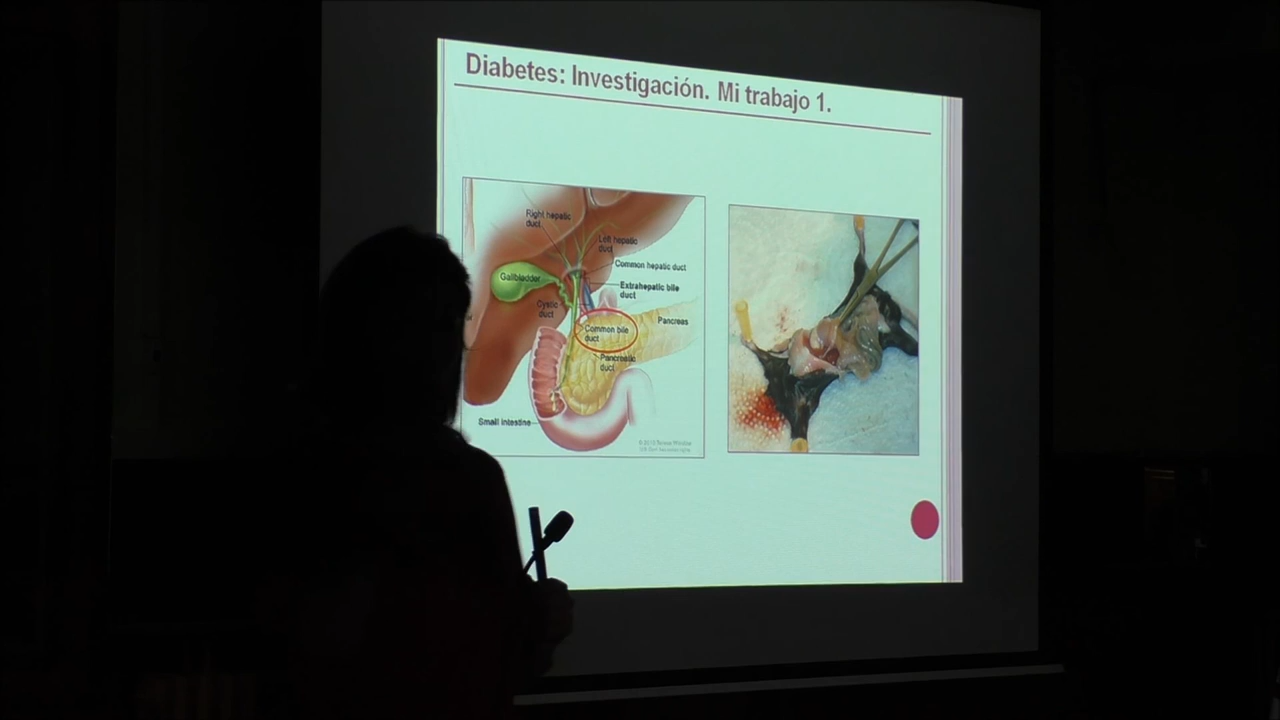 Diabetes: Investigación. Mi trabajo 1.
Right hepatic
duct
Left hepatic
duct
Common hepatic duct
Gallbladder
Extrahepatic bile
duct
Cystic
duct
Pancreas
Common bile
duct
Pancreatic
duct
Small intestine